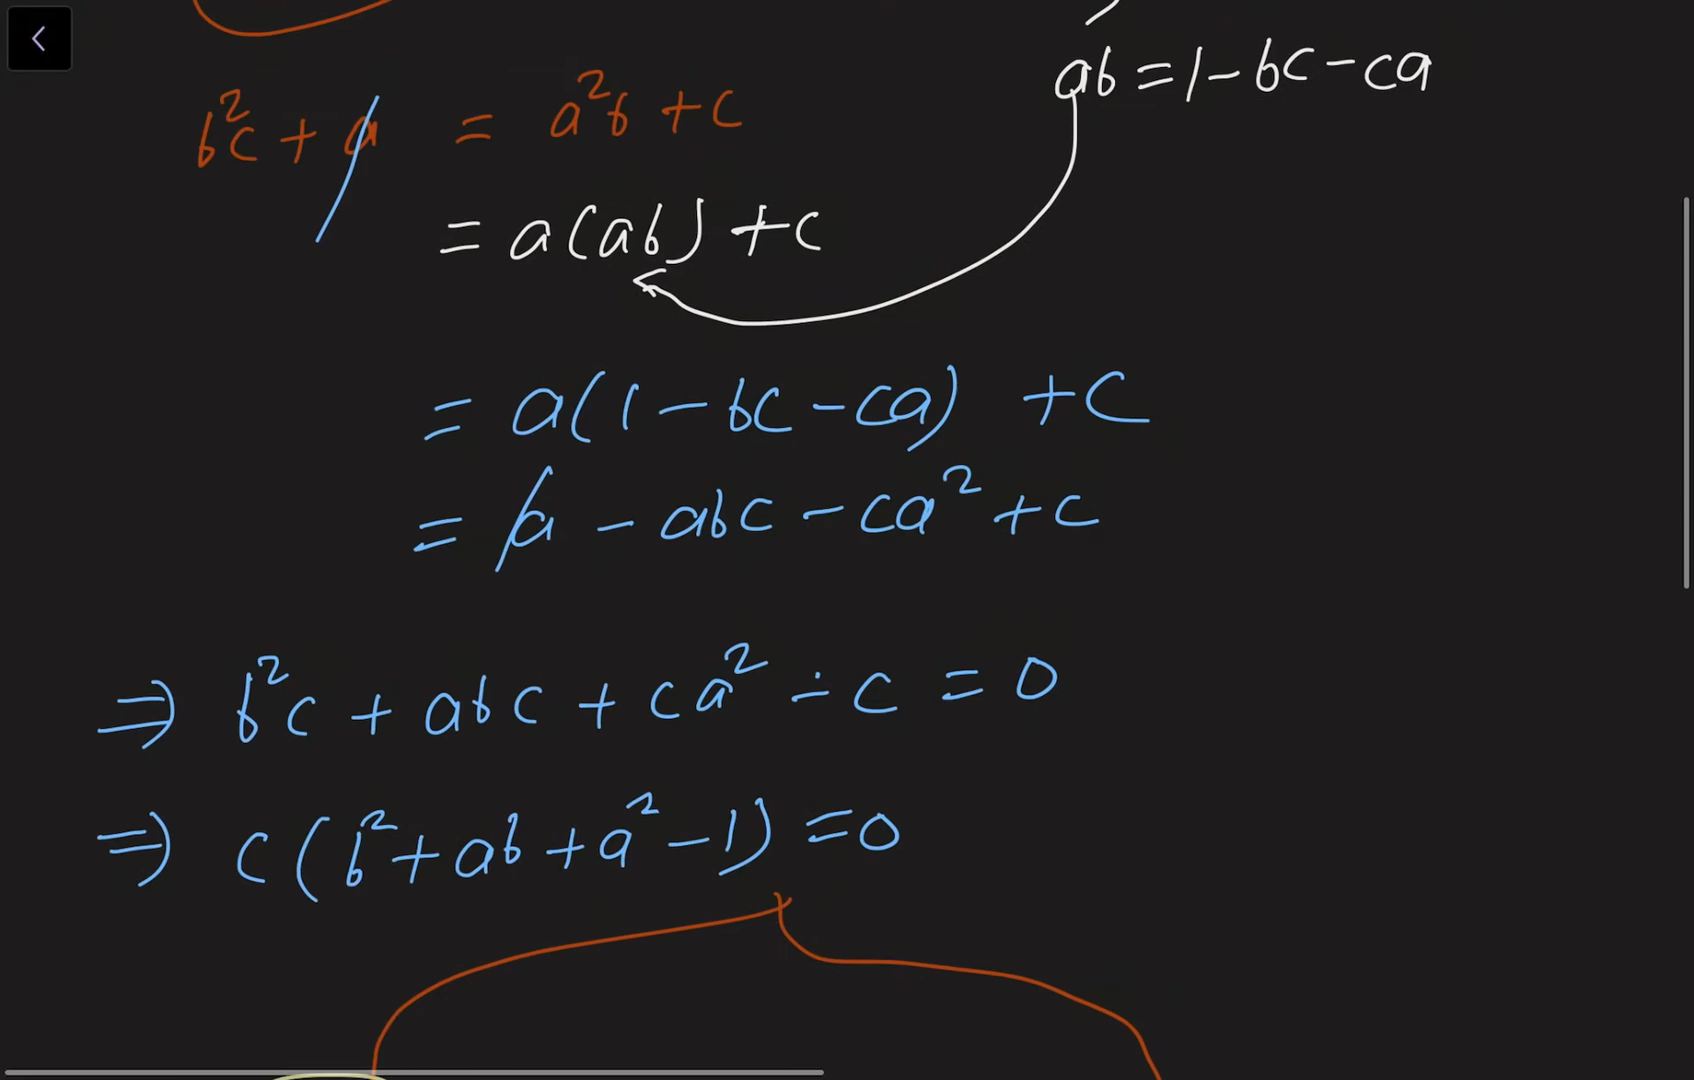 ab = 1 - bc - ca
b²c + a = a²b + c
= a(ab) + c
= a(1 - bc - ca) + c
= a - abc - ca² + c
⇒ b²c + abc + ca² - c = 0
⇒ c(b² + ab + a² - 1) = 0